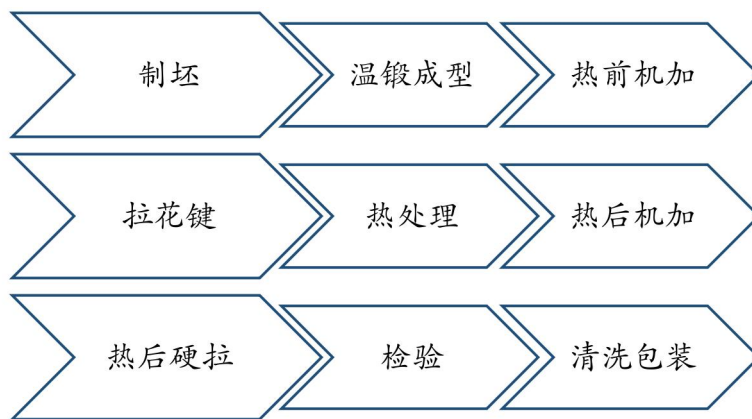 制坯
温锻成型
热前机加
拉花键
热处理
热后机加
热后硬拉
检验
清洗包装